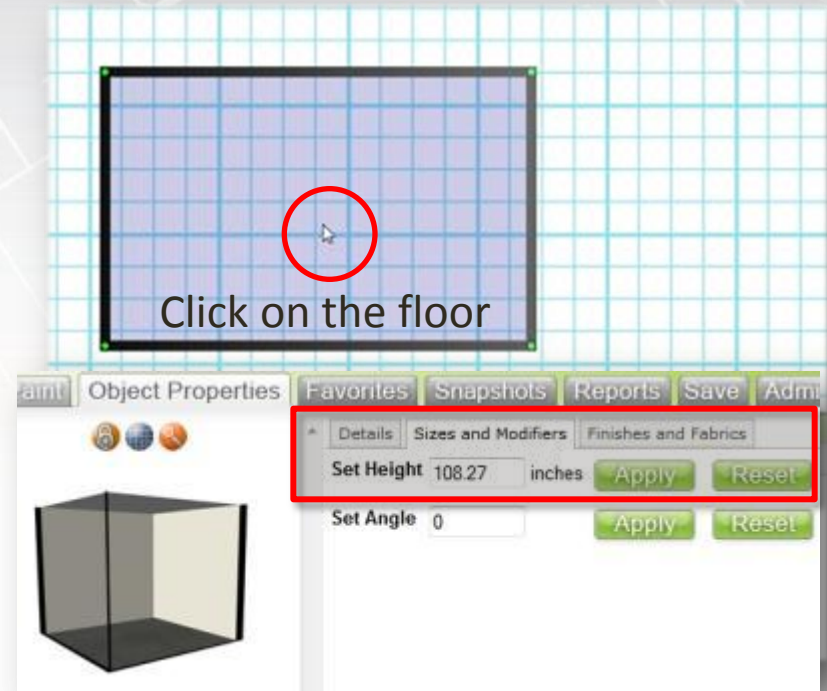 Click on the floor
aint Object Properties Favorites Snapshots Reports Save Admi
Details Sizes and Modifiers Finishes and Fabrics
Set Height 108.27 inches Apply Reset
Set Angle 0 Apply Reset